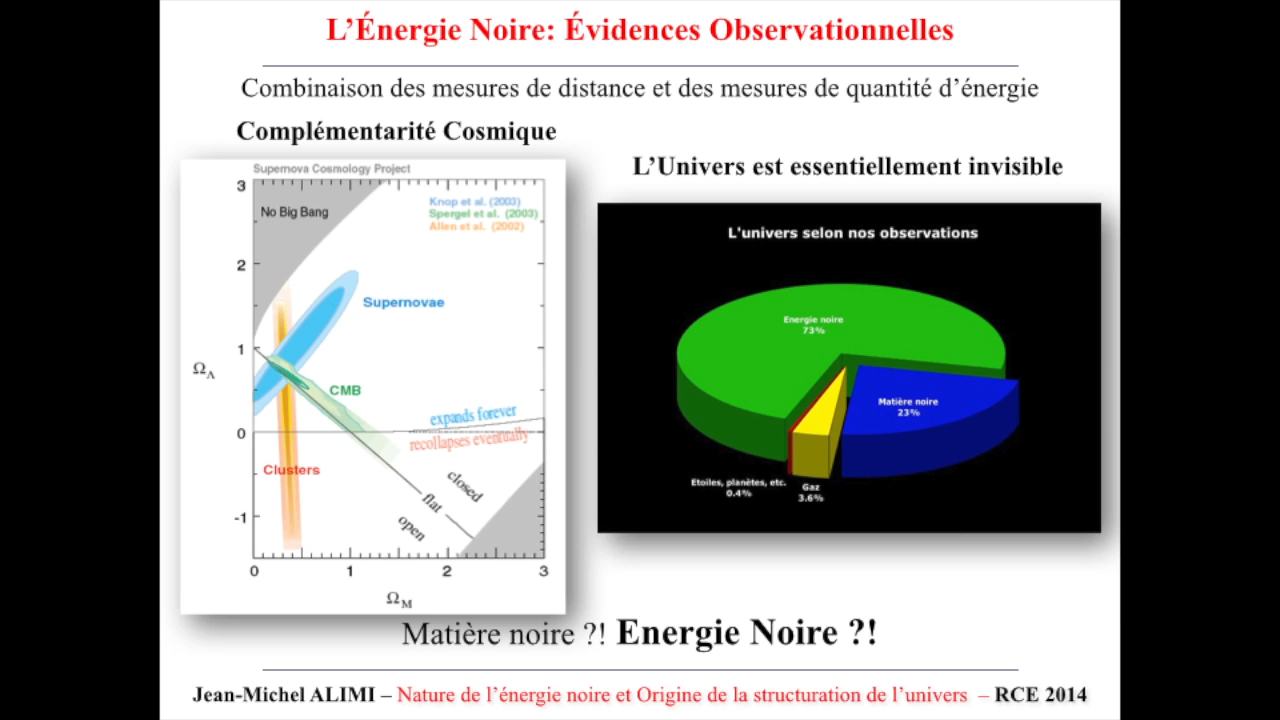 L'Énergie Noire: Évidences Observationnelles
Combinaison des mesures de distance et des mesures de quantité d'énergie
Complémentarité Cosmique
L'Univers est essentiellement invisible
Supernova Cosmology Project
3
No Big Bang
Knop et al. (2003)
Spergel et al. (2003)
Allen et al. (2002)
2
Supernovae
1
Ω_Λ
CMB
expands forever
0
recollapses eventually
Clusters
closed
flat
-1
open
0 1 2 3
Ω_M
L'univers selon nos observations
Energie noire
73%
Matière noire
23%
Etoiles, planètes, etc.
0.4%
Gaz
3.6%
Matière noire ?! Energie Noire ?!
Jean-Michel ALIMI – Nature de l'énergie noire et Origine de la structuration de l'univers – RCE 2014